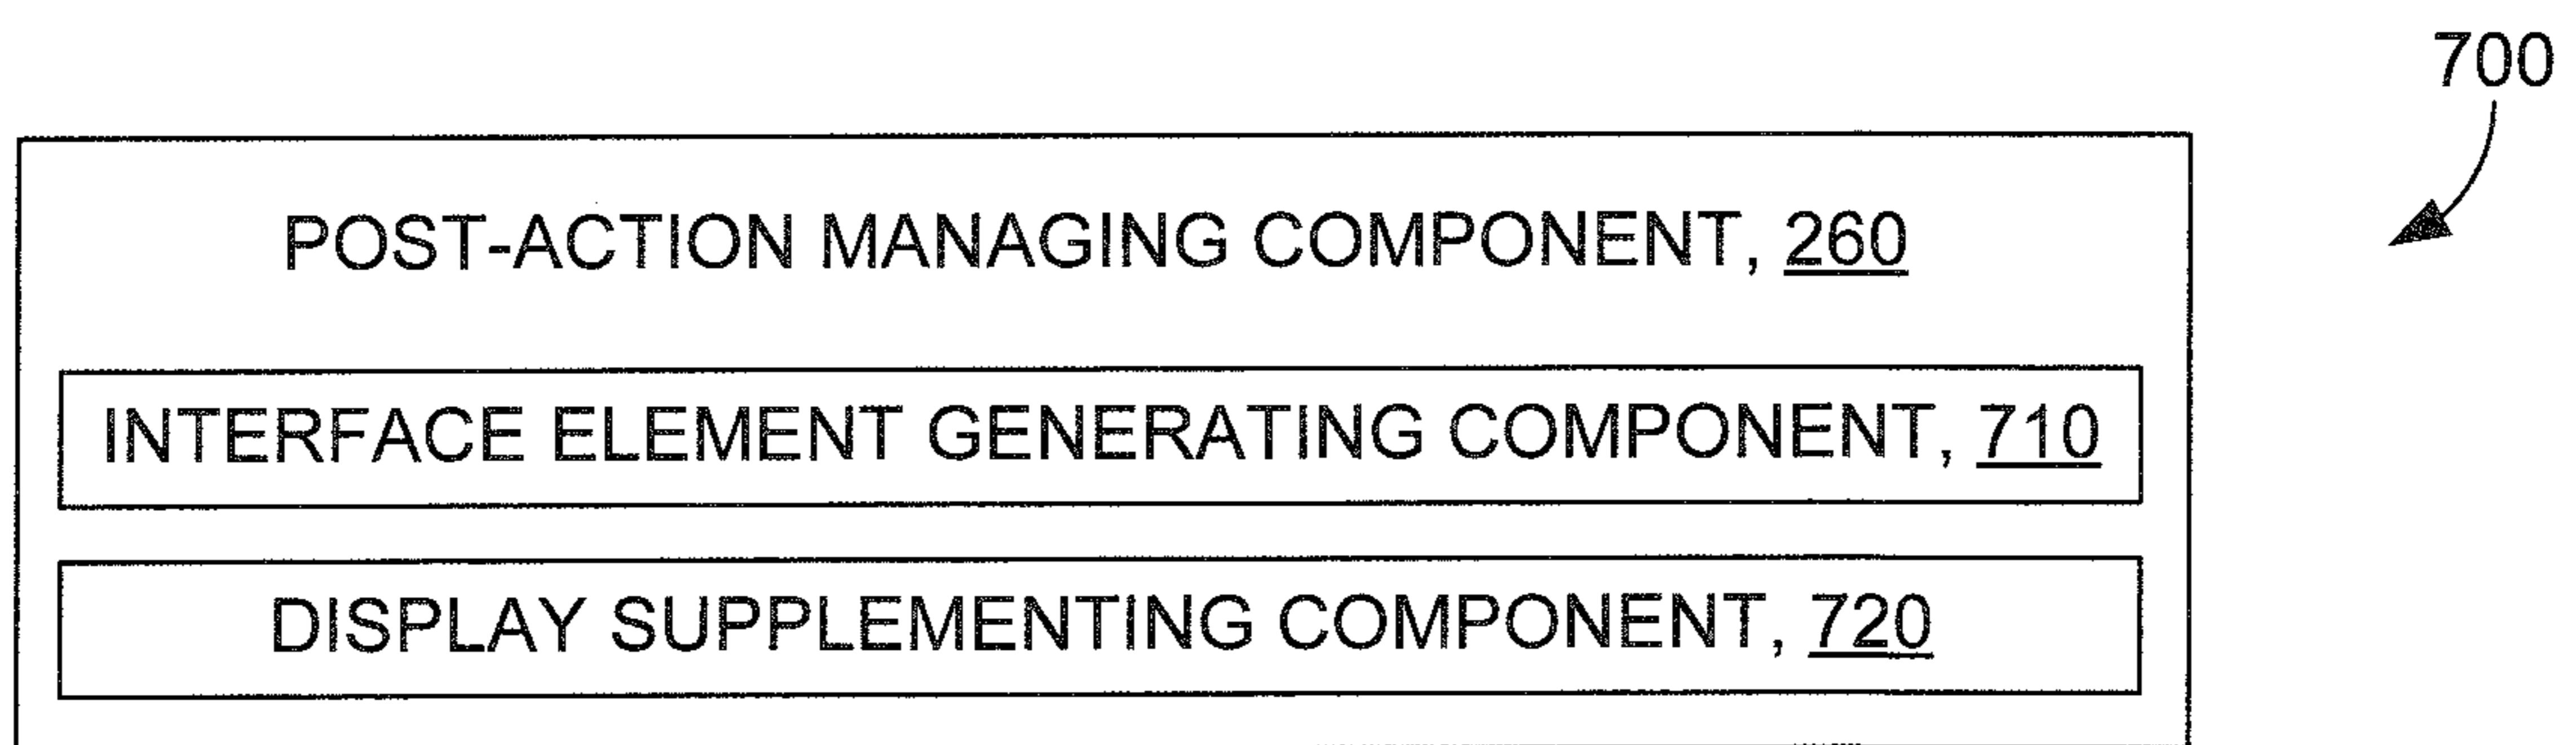 700
POST-ACTION MANAGING COMPONENT, 260
INTERFACE ELEMENT GENERATING COMPONENT, 710
DISPLAY SUPPLEMENTING COMPONENT, 720